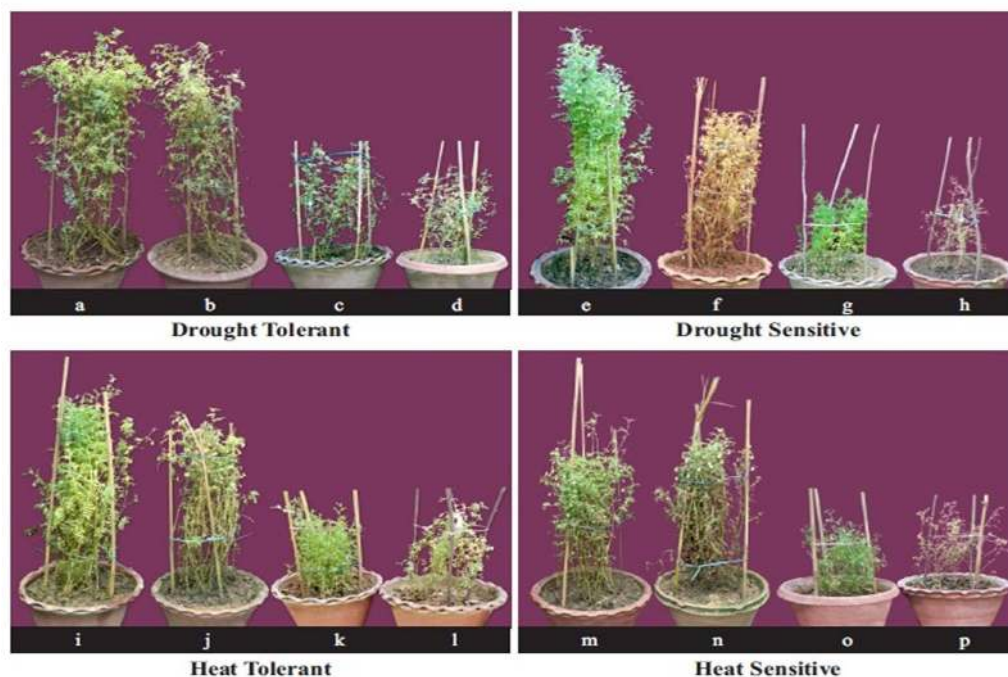 a b c d
Drought Tolerant
e f g h
Drought Sensitive
i j k l
Heat Tolerant
m n o p
Heat Sensitive